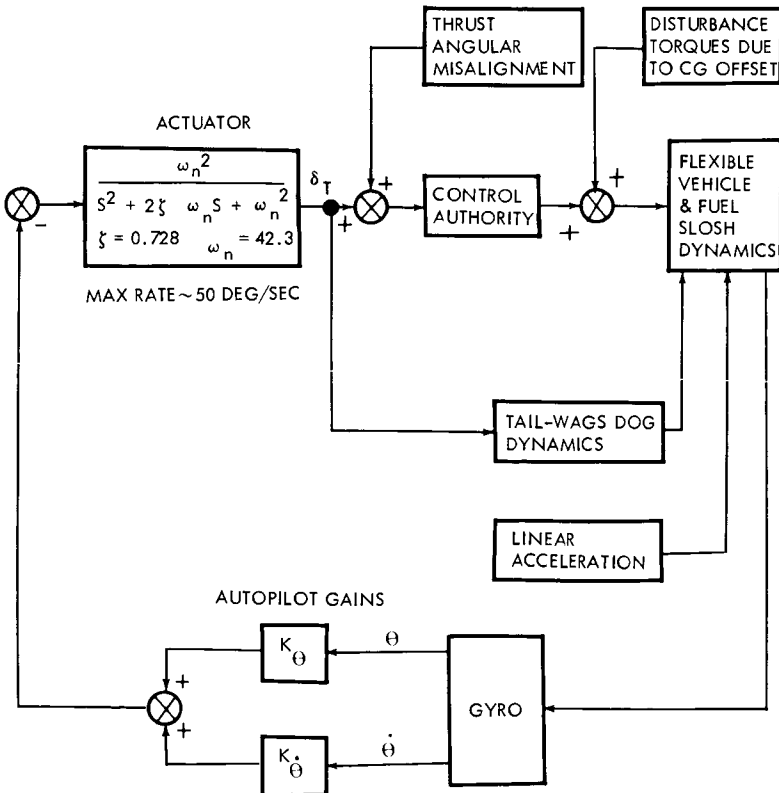 THRUST
ANGULAR
MISALIGNMENT
DISTURBANCE
TORQUES DUE
TO CG OFFSET
ACTUATOR
ω_n^2
S^2 + 2ζ ω_n S + ω_n^2
ζ = 0.728 ω_n = 42.3
MAX RATE~50 DEG/SEC
-
δ_T
+
+
CONTROL
AUTHORITY
+
+
FLEXIBLE
VEHICLE
& FUEL
SLOSH
DYNAMICS
TAIL-WAGS DOG
DYNAMICS
LINEAR
ACCELERATION
AUTOPILOT GAINS
K_Θ
Θ
+
+
K_Θ̇
Θ̇
GYRO